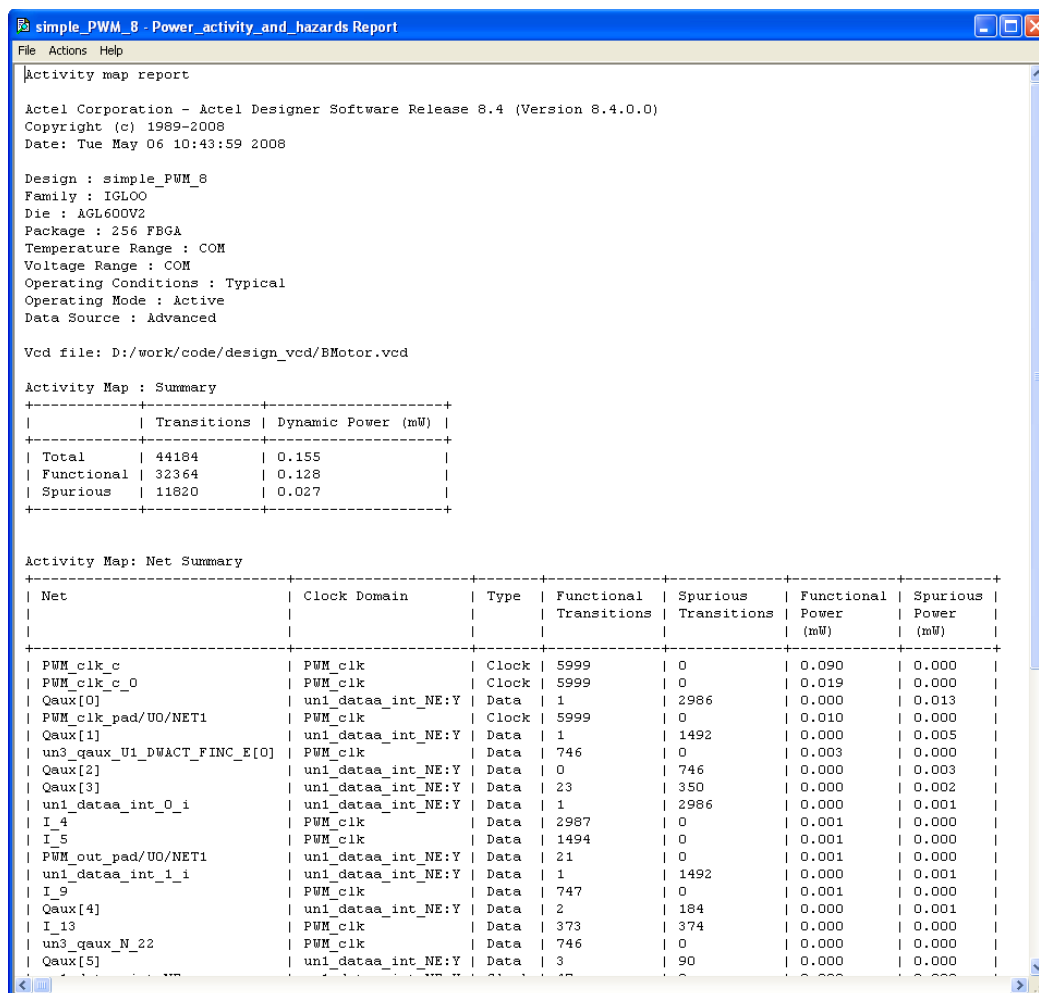 simple_PWM_8 - Power_activity_and_hazards Report
File Actions Help
Activity map report
Actel Corporation - Actel Designer Software Release 8.4 (Version 8.4.0.0)
Copyright (c) 1989-2008
Date: Tue May 06 10:43:59 2008
Design : simple_PWM_8
Family : IGLOO
Die : AGL600V2
Package : 256 FBGA
Temperature Range : COM
Voltage Range : COM
Operating Conditions : Typical
Operating Mode : Active
Data Source : Advanced
Vcd file: D:/work/code/design_vcd/BMotor.vcd
Activity Map : Summary
+------------+-------------+--------------------+
| | Transitions | Dynamic Power (mW) |
+------------+-------------+--------------------+
| Total | 44184 | 0.155 |
| Functional | 32364 | 0.128 |
| Spurious | 11820 | 0.027 |
+------------+-------------+--------------------+
Activity Map: Net Summary
+----------------------------+--------------------+-------+-------------+-------------+------------+----------+
| Net | Clock Domain | Type | Functional | Spurious | Functional | Spurious |
| | | | Transitions | Transitions | Power | Power |
| | | | | | (mW) | (mW) |
+----------------------------+--------------------+-------+-------------+-------------+------------+----------+
| PWM_clk_c | PWM_clk | Clock | 5999 | 0 | 0.090 | 0.000 |
| PWM_clk_c_0 | PWM_clk | Clock | 5999 | 0 | 0.019 | 0.000 |
| Qaux[0] | un1_dataa_int_NE:Y | Data | 1 | 2986 | 0.000 | 0.013 |
| PWM_clk_pad/U0/NET1 | PWM_clk | Clock | 5999 | 0 | 0.010 | 0.000 |
| Qaux[1] | un1_dataa_int_NE:Y | Data | 1 | 1492 | 0.000 | 0.005 |
| un3_qaux_U1_DWACT_FINC_E[0] | PWM_clk | Data | 746 | 0 | 0.003 | 0.000 |
| Qaux[2] | un1_dataa_int_NE:Y | Data | 0 | 746 | 0.000 | 0.003 |
| Qaux[3] | un1_dataa_int_NE:Y | Data | 23 | 350 | 0.000 | 0.002 |
| un1_dataa_int_0_i | un1_dataa_int_NE:Y | Data | 1 | 2986 | 0.000 | 0.001 |
| I_4 | PWM_clk | Data | 2987 | 0 | 0.001 | 0.000 |
| I_5 | PWM_clk | Data | 1494 | 0 | 0.001 | 0.000 |
| PWM_out_pad/U0/NET1 | un1_dataa_int_NE:Y | Data | 21 | 0 | 0.001 | 0.000 |
| un1_dataa_int_1_i | un1_dataa_int_NE:Y | Data | 1 | 1492 | 0.000 | 0.001 |
| I_9 | PWM_clk | Data | 747 | 0 | 0.001 | 0.000 |
| Qaux[4] | un1_dataa_int_NE:Y | Data | 2 | 184 | 0.000 | 0.001 |
| I_13 | PWM_clk | Data | 373 | 374 | 0.000 | 0.000 |
| un3_qaux_N_22 | PWM_clk | Data | 746 | 0 | 0.000 | 0.000 |
| Qaux[5] | un1_dataa_int_NE:Y | Data | 3 | 90 | 0.000 | 0.000 |